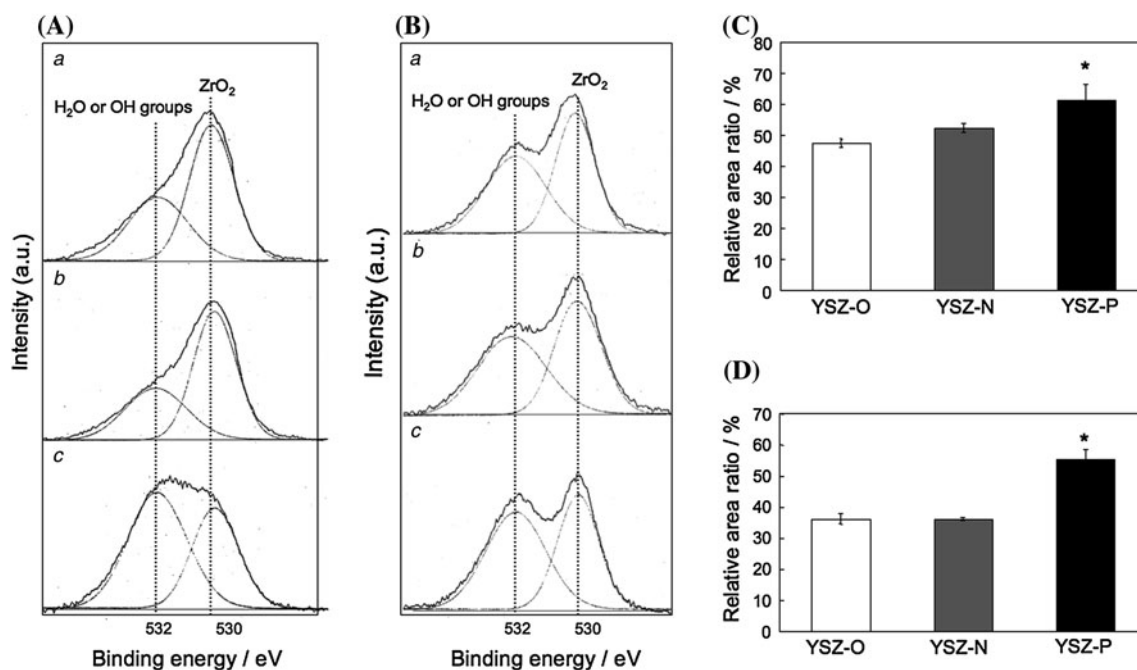 (A)
a
H₂O or OH groups
ZrO₂
b
c
Intensity (a.u.)
532
530
Binding energy / eV
(B)
a
H₂O or OH groups
ZrO₂
b
c
Intensity (a.u.)
532
530
Binding energy / eV
(C)
80
70
60
50
40
30
20
10
0
Relative area ratio / %
*
YSZ-O
YSZ-N
YSZ-P
(D)
70
60
50
40
30
20
10
0
Relative area ratio / %
*
YSZ-O
YSZ-N
YSZ-P